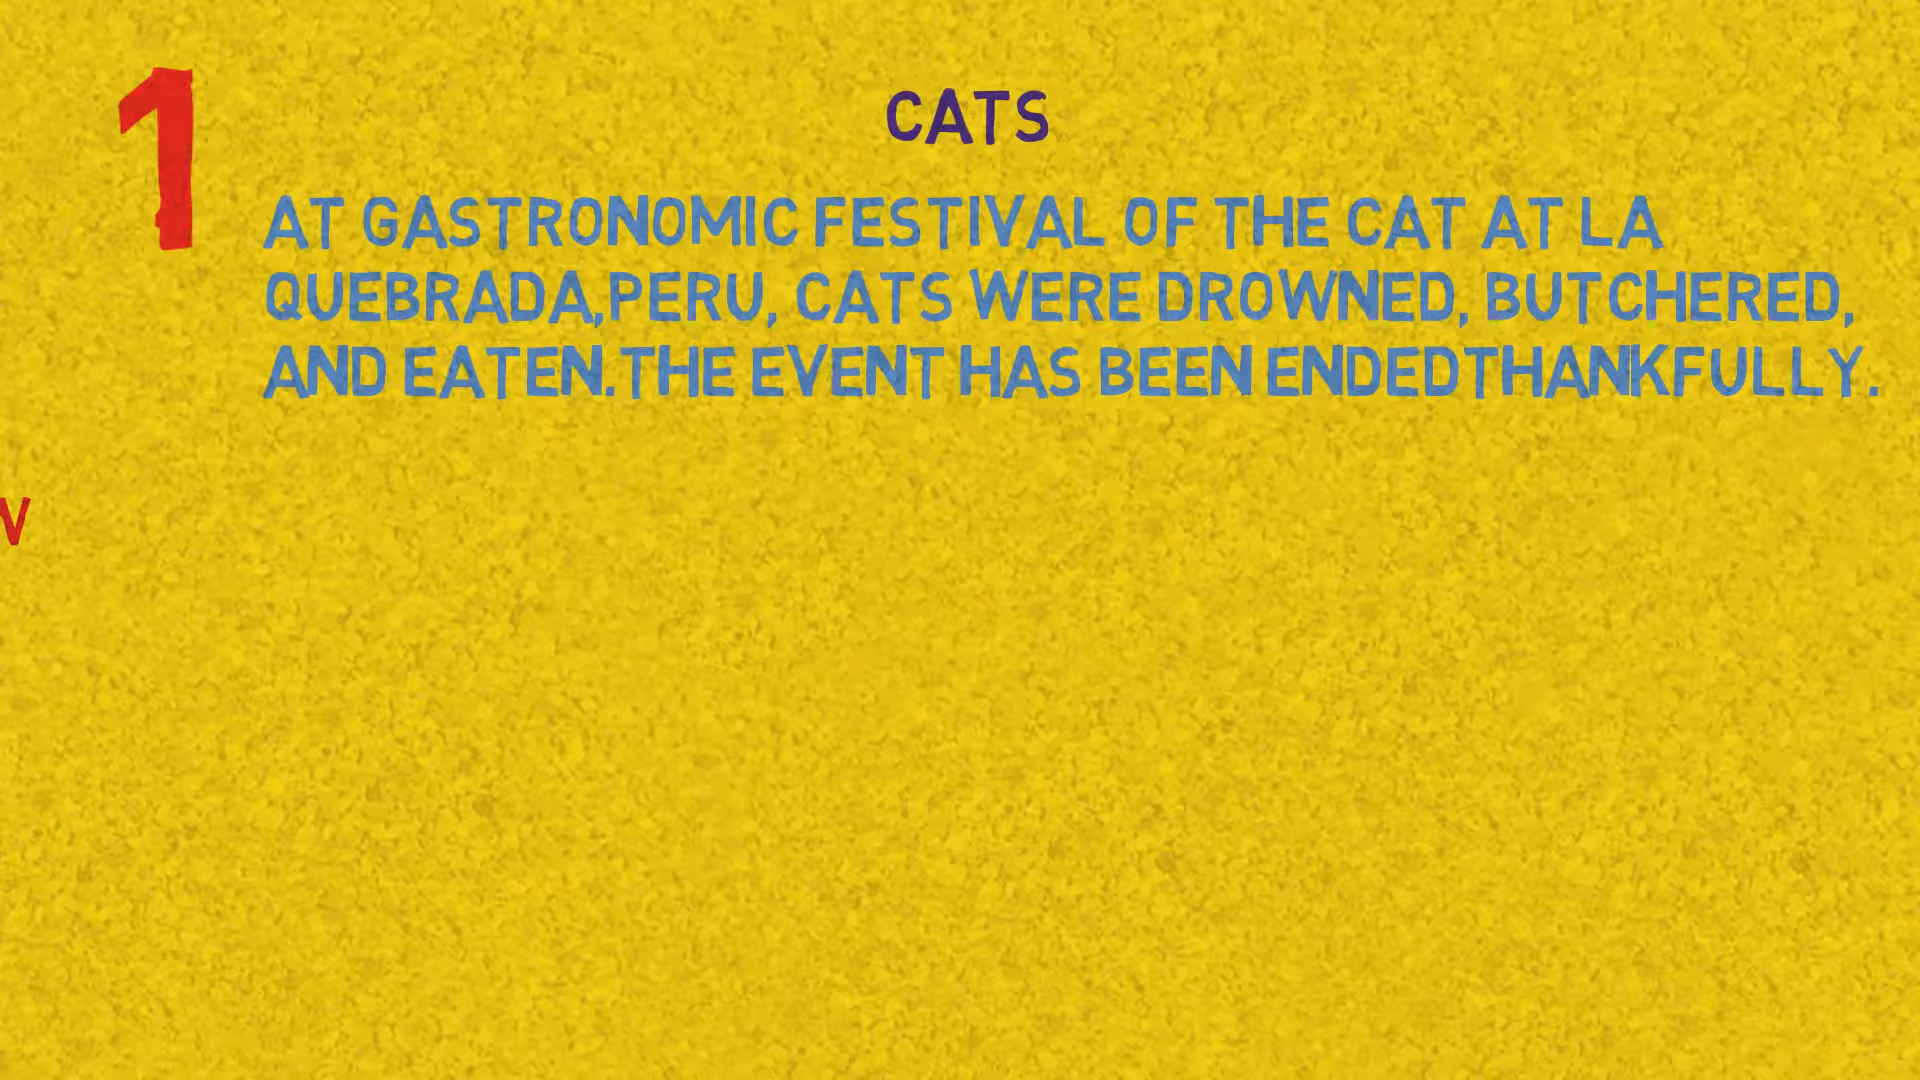 1
CATS
AT GASTRONOMIC FESTIVAL OF THE CAT AT LA
QUEBRADA,PERU, CATS WERE DROWNED, BUTCHERED,
AND EATEN.THE EVENT HAS BEEN ENDEDTHANKFULLY.